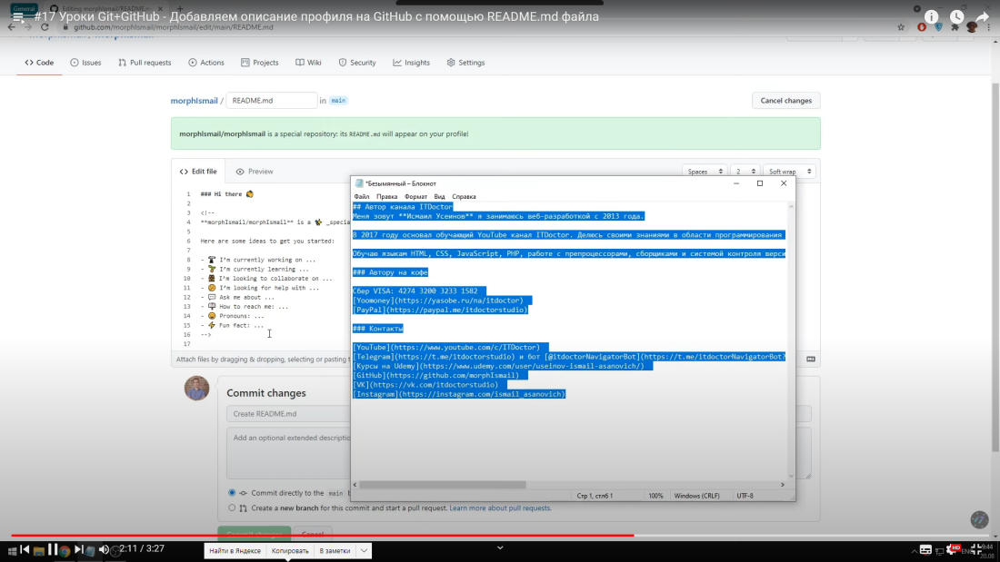 General
Editing morphIsmail/README.md
#17 Уроки Git+GitHub - Добавляем описание профиля на GitHub с помощью README.md файла
github.com/morphIsmail/morphIsmail/edit/main/README.md
Code Issues Pull requests Actions Projects Wiki Security Insights Settings
morphIsmail / README.md in main
Cancel changes
morphIsmail/morphIsmail is a special repository: its README.md will appear on your profile!
Edit file Preview
Spaces 2 Soft wrap
1 ### Hi there
2
3 <!--
4 **morphIsmail/morphIsmail** is a
5
6 Here are some ideas to get you started:
7
8 - I'm currently working on ...
9 - I'm currently learning ...
10 - I'm looking to collaborate on ...
11 - I'm looking for help with ...
12 - Ask me about ...
13 - How to reach me: ...
14 - Pronouns: ...
15 - Fun fact: ...
16 -->
17
Attach files by dragging & dropping, selecting or pasting t
*Безымянный – Блокнот
Файл Правка Формат Вид Справка
## Автор канала ITDoctor
Меня зовут **Исмаил Усеинов** я занимаюсь веб-разработкой с 2013 года.
В 2017 году основал обучающий YouTube канал ITDoctor. Делюсь своими знаниями в области программирования
Обучаю языкам HTML, CSS, JavaScript, PHP, работе с препроцессорами, сборщиками и системой контроля верси
### Автору на кофе
Сбер VISA: 4274 3200 3233 1582
[Yoomoney](https://yasobe.ru/na/itdoctor)
[PayPal](https://paypal.me/itdoctorstudio)
### Контакты
[YouTube](https://www.youtube.com/c/ITDoctor)
[Telegram](https://t.me/itdoctorstudio) и бот [@itdoctorNavigatorBot](https://t.me/itdoctorNavigatorBot?
[Курсы на Udemy](https://www.udemy.com/user/useinov-ismail-asanovich/)
[GitHub](https://github.com/morphIsmail)
[VK](https://vk.com/itdoctorstudio)
[Instagram](https://instagram.com/ismail_asanovich)
Стр 1, стлб 1 100% Windows (CRLF) UTF-8
Commit changes
Create README.md
Add an optional extended descriptio
Commit directly to the main b
Create a new branch for this commit and start a pull request. Learn more about pull requests.
Commit changes Cancel
2:11 / 3:27
Найти в Яндексе Копировать В заметки
HD